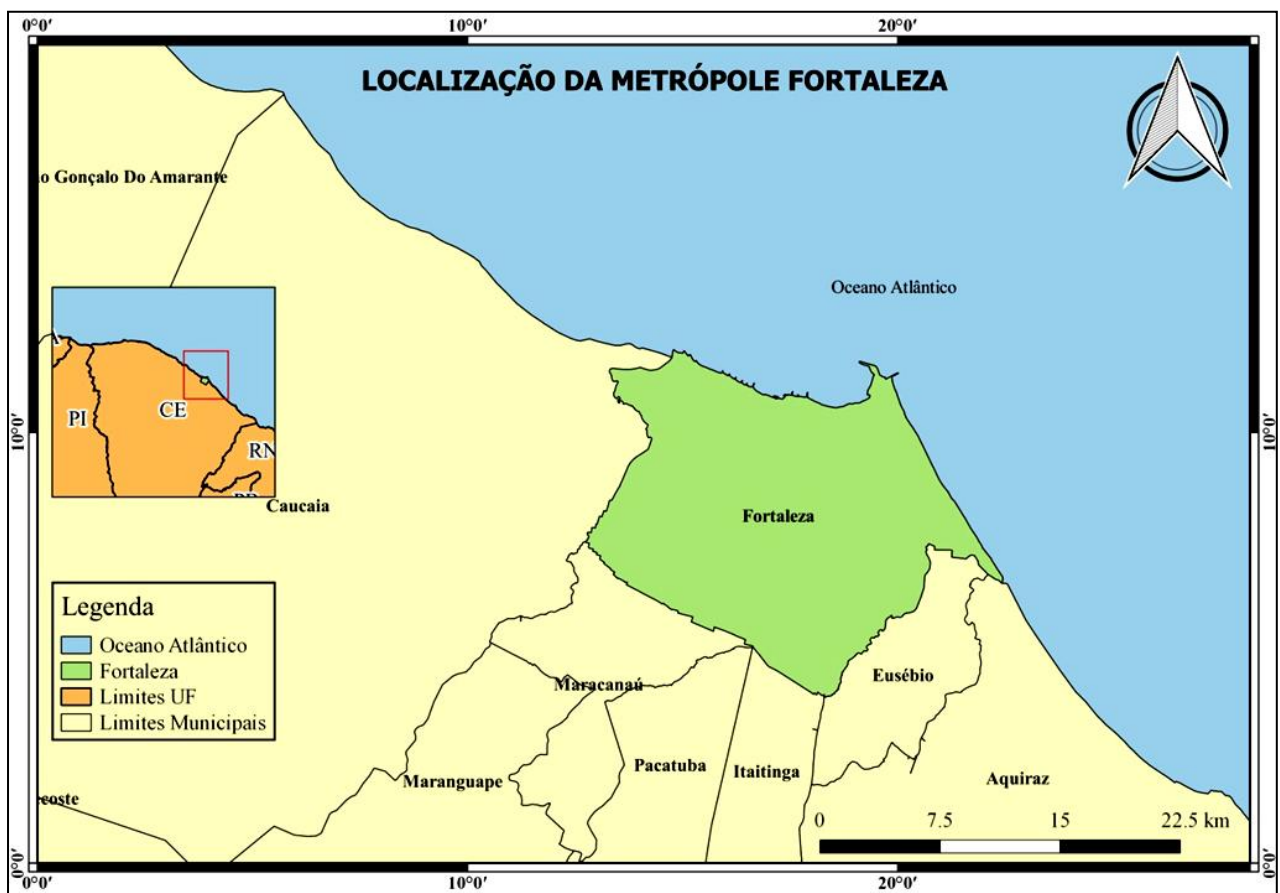 0°0' 10°0' 20°0'
LOCALIZAÇÃO DA METRÓPOLE FORTALEZA
o Gonçalo Do Amarante
Oceano Atlântico
A
PI
CE
RN
10°0'
10°0'
Caucaia
Fortaleza
Legenda
Oceano Atlântico
Fortaleza
Limites UF
Limites Municipais
Maracanaú
Eusébio
Maranguape
Pacatuba
Itaitinga
Aquiraz
coste
0 7.5 15 22.5 km
0°0'
0°0'
0°0' 10°0' 20°0'